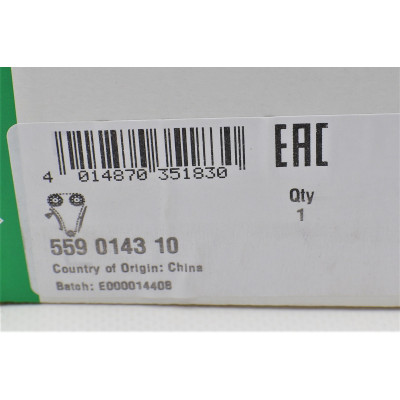 EAC
4 014870 351830
Qty
1
559 0143 10
Country of Origin: China
Batch: E000014408